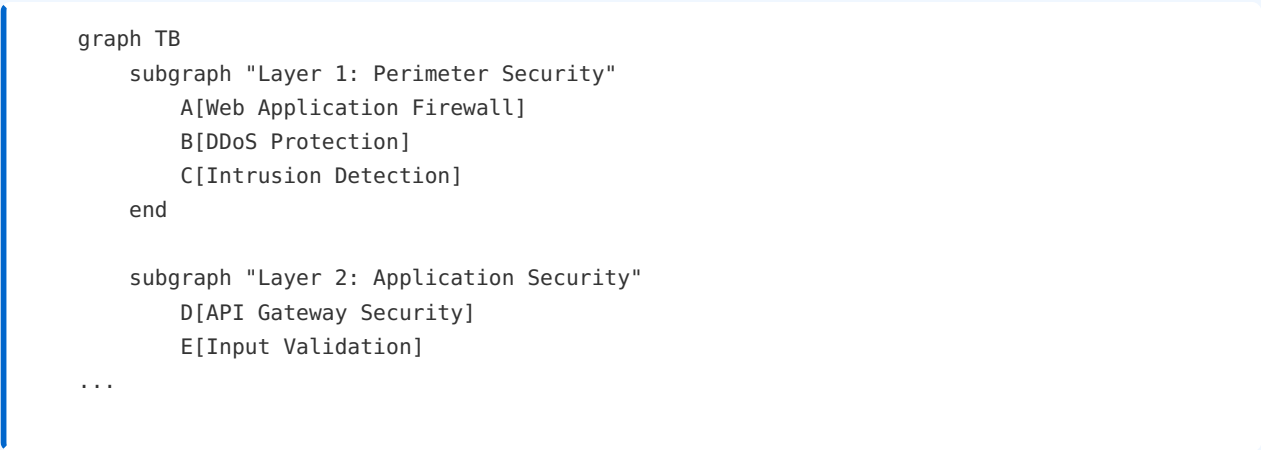 graph TB
    subgraph "Layer 1: Perimeter Security"
        A[Web Application Firewall]
        B[DDoS Protection]
        C[Intrusion Detection]
    end

    subgraph "Layer 2: Application Security"
        D[API Gateway Security]
        E[Input Validation]
...